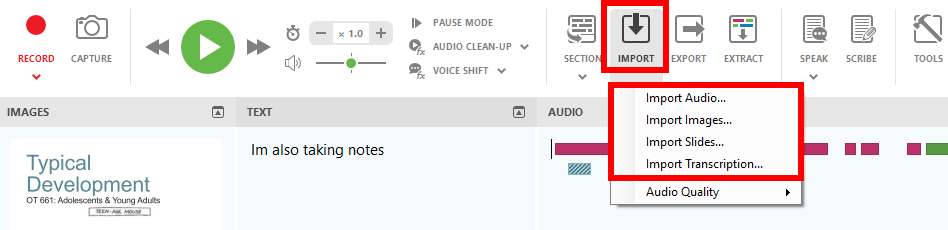 RECORD
CAPTURE
× 1.0
PAUSE MODE
AUDIO CLEAN-UP
VOICE SHIFT
SECTION
IMPORT
EXPORT
EXTRACT
SPEAK
SCRIBE
TOOLS
IMAGES
TEXT
AUDIO
Import Audio...
Import Images...
Import Slides...
Import Transcription...
Audio Quality
Typical
Development
OT 661: Adolescents & Young Adults
TEEN-AGE MOUSE
Im also taking notes